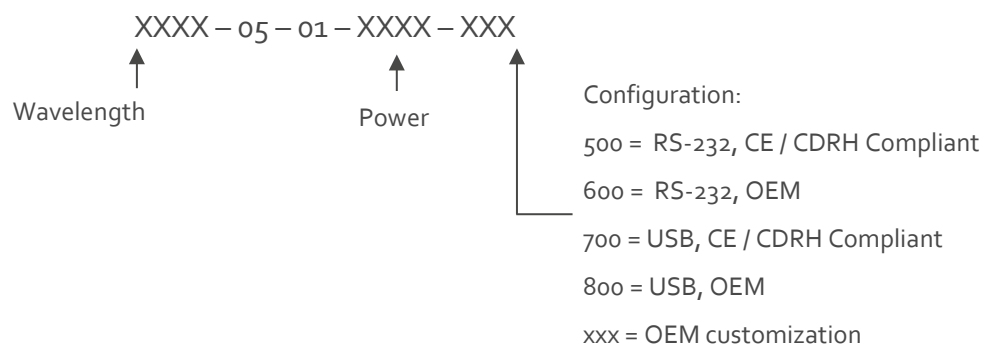 XXXX – 05 – 01 – XXXX – XXX
Wavelength
Power
Configuration:
500 = RS-232, CE / CDRH Compliant
600 = RS-232, OEM
700 = USB, CE / CDRH Compliant
800 = USB, OEM
xxx = OEM customization